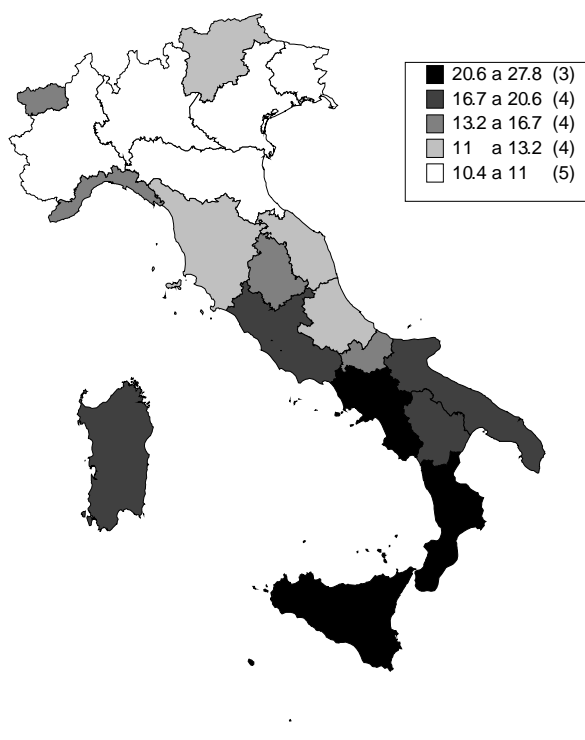 20.6 a 27.8 (3)
16.7 a 20.6 (4)
13.2 a 16.7 (4)
11 a 13.2 (4)
10.4 a 11 (5)